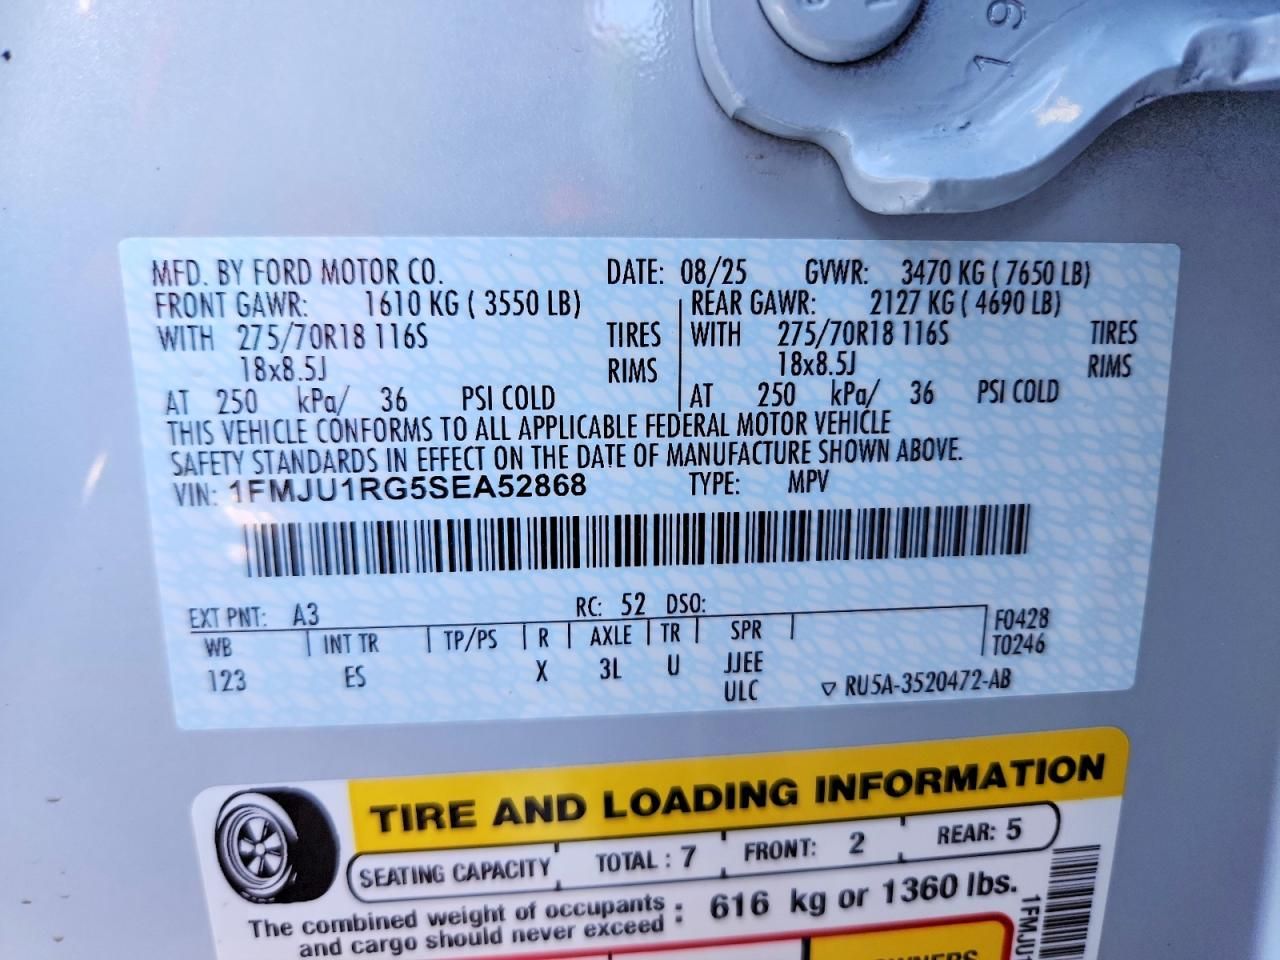 19
MFD. BY FORD MOTOR CO. DATE: 08/25 GVWR: 3470 KG ( 7650 LB)
FRONT GAWR: 1610 KG ( 3550 LB) REAR GAWR: 2127 KG ( 4690 LB)
WITH 275/70R18 116S TIRES WITH 275/70R18 116S TIRES
18x8.5J RIMS 18x8.5J RIMS
AT 250 kPa/ 36 PSI COLD AT 250 kPa/ 36 PSI COLD
THIS VEHICLE CONFORMS TO ALL APPLICABLE FEDERAL MOTOR VEHICLE
SAFETY STANDARDS IN EFFECT ON THE DATE OF MANUFACTURE SHOWN ABOVE.
VIN: 1FMJU1RG5SEA52868 TYPE: MPV
EXT PNT: A3 RC: 52 DSO:
WB INT TR TP/PS R AXLE TR SPR F0428
123 ES X 3L U JJEE T0246
ULC ▽ RU5A-3520472-AB
TIRE AND LOADING INFORMATION
SEATING CAPACITY TOTAL : 7 FRONT: 2 REAR: 5
The combined weight of occupants : 616 kg or 1360 lbs.
and cargo should never exceed
1FMJU1